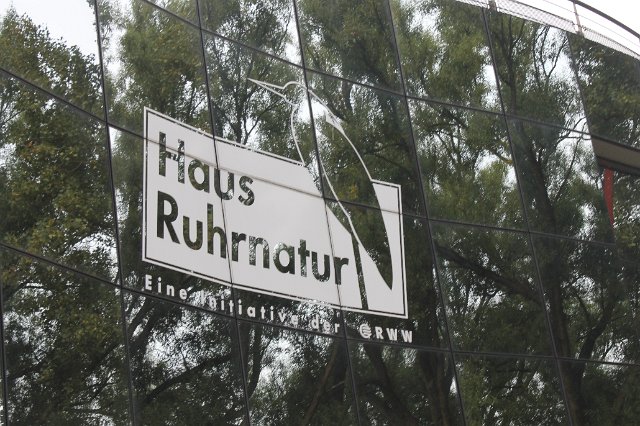 Haus
Ruhrnatur
Eine Initiative der RWW